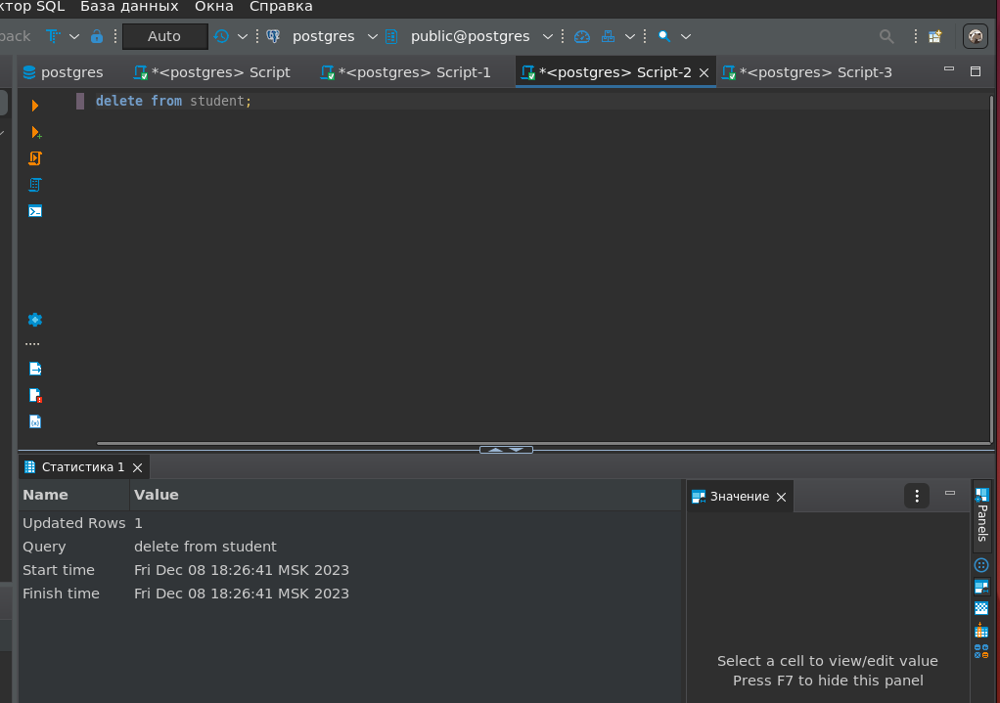 ктор SQL База данных Окна Справка
back Auto postgres public@postgres
postgres *<postgres> Script *<postgres> Script-1 *<postgres> Script-2 *<postgres> Script-3
delete from student;
Статистика 1
Name Value
Updated Rows 1
Query delete from student
Start time Fri Dec 08 18:26:41 MSK 2023
Finish time Fri Dec 08 18:26:41 MSK 2023
Значение
Panels
Select a cell to view/edit value
Press F7 to hide this panel